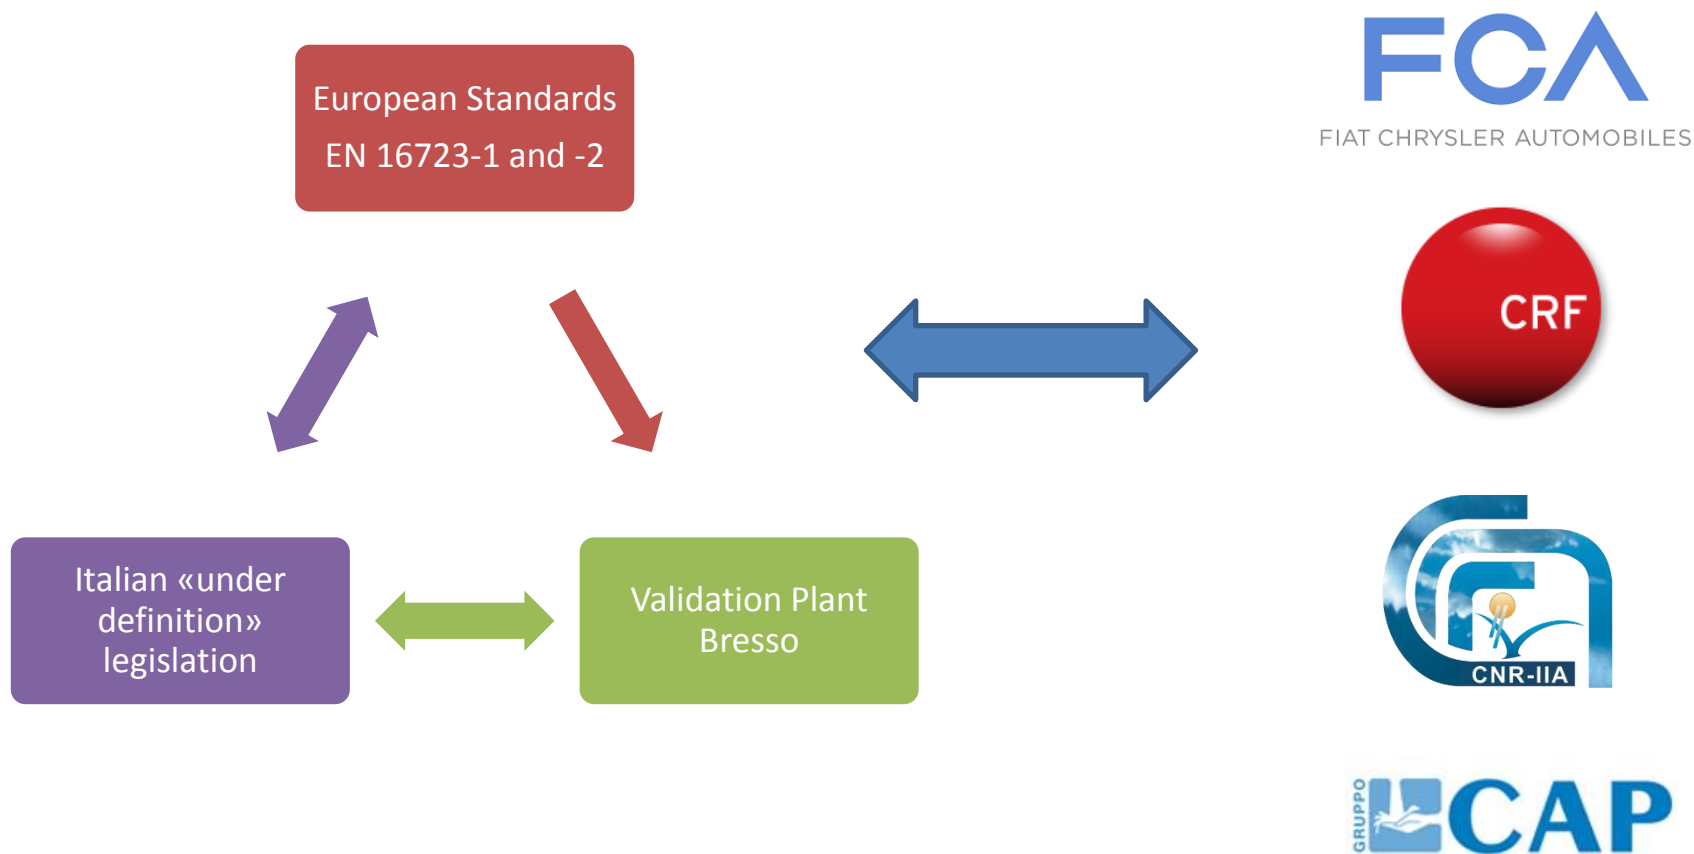 European Standards
EN 16723-1 and -2
Italian «under
definition»
legislation
Validation Plant
Bresso
FCA
FIAT CHRYSLER AUTOMOBILES
CRF
CNR-IIA
GRUPPO
CAP